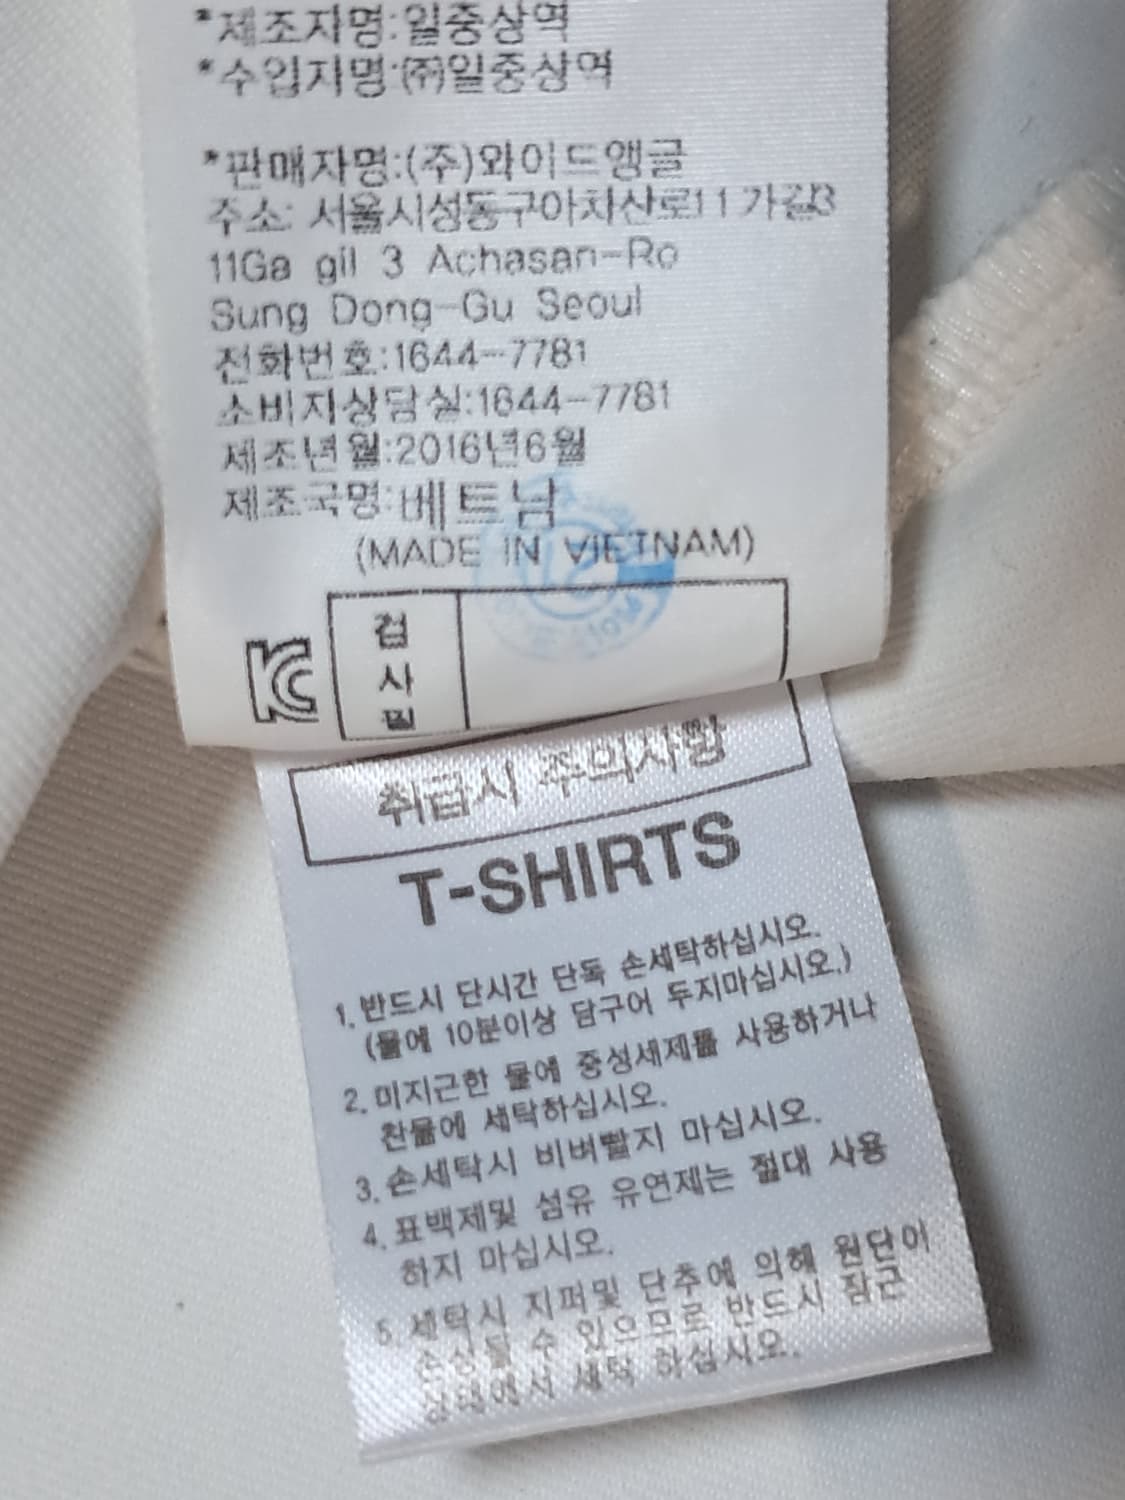 *제조자명:일중상역
*수입자명:㈜일중상역
*판매자명:(주)와이드앵글
주소: 서울시성동구아차산로11 가길3
11Ga gil 3 Achasan-Ro
Sung Dong-Gu Seoul
전화번호:1644-7781
소비자상담실:1644-7781
제조년월:2016년6월
제조국명:베트남
(MADE IN VIETNAM)
검
사
필
취급시 주의사항
T-SHIRTS
1. 반드시 단시간 단독 손세탁하십시오.
(물에 10분이상 담구어 두지마십시오.)
2. 미지근한 물에 중성세제를 사용하거나
찬물에 세탁하십시오.
3. 손세탁시 비벼빨지 마십시오.
4. 표백제및 섬유 유연제는 절대 사용
하지 마십시오.
5. 세탁시 지퍼및 단추에 의해 원단이
손상될 수 있으므로 반드시 잠근
상태에서 세탁 하십시오.